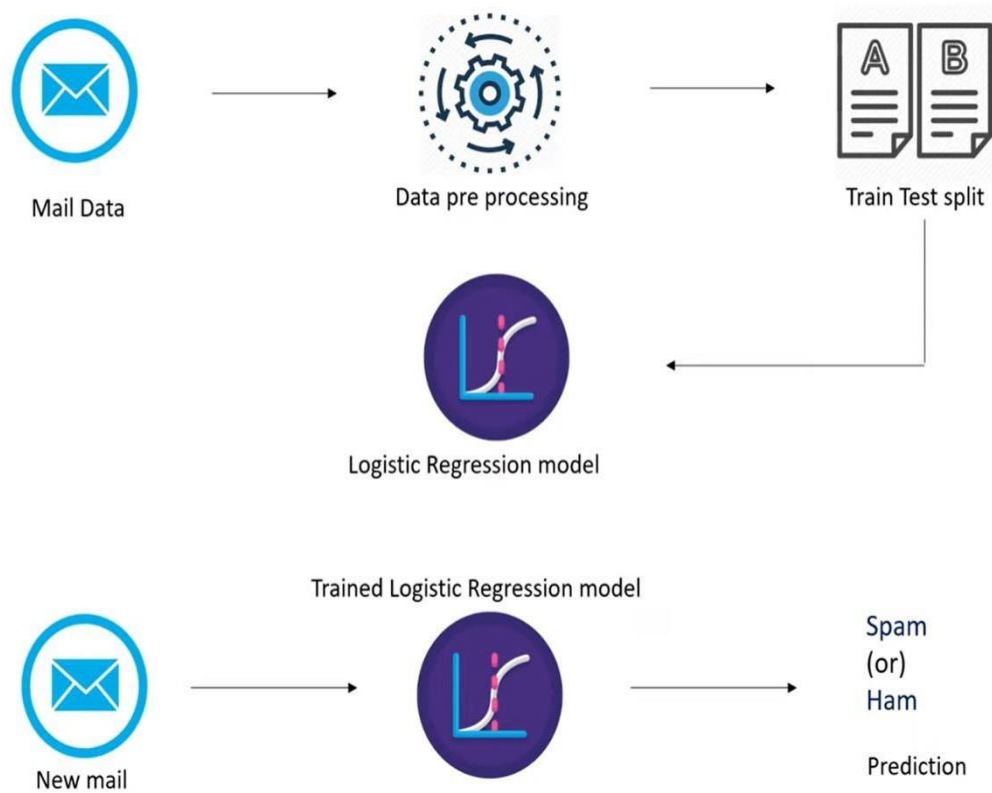 A
B
Mail Data
Data pre processing
Train Test split
Logistic Regression model
Trained Logistic Regression model
New mail
Spam
(or)
Ham
Prediction